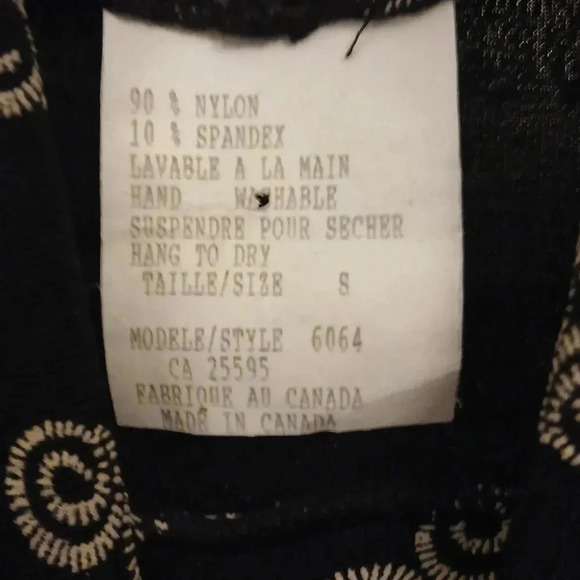 90 % NYLON
10 % SPANDEX
LAVABLE A LA MAIN
HAND WASHABLE
SUSPENDRE POUR SECHER
HANG TO DRY
TAILLE/SIZE S
MODELE/STYLE 6064
CA 25595
FABRIQUE AU CANADA
MADE IN CANADA